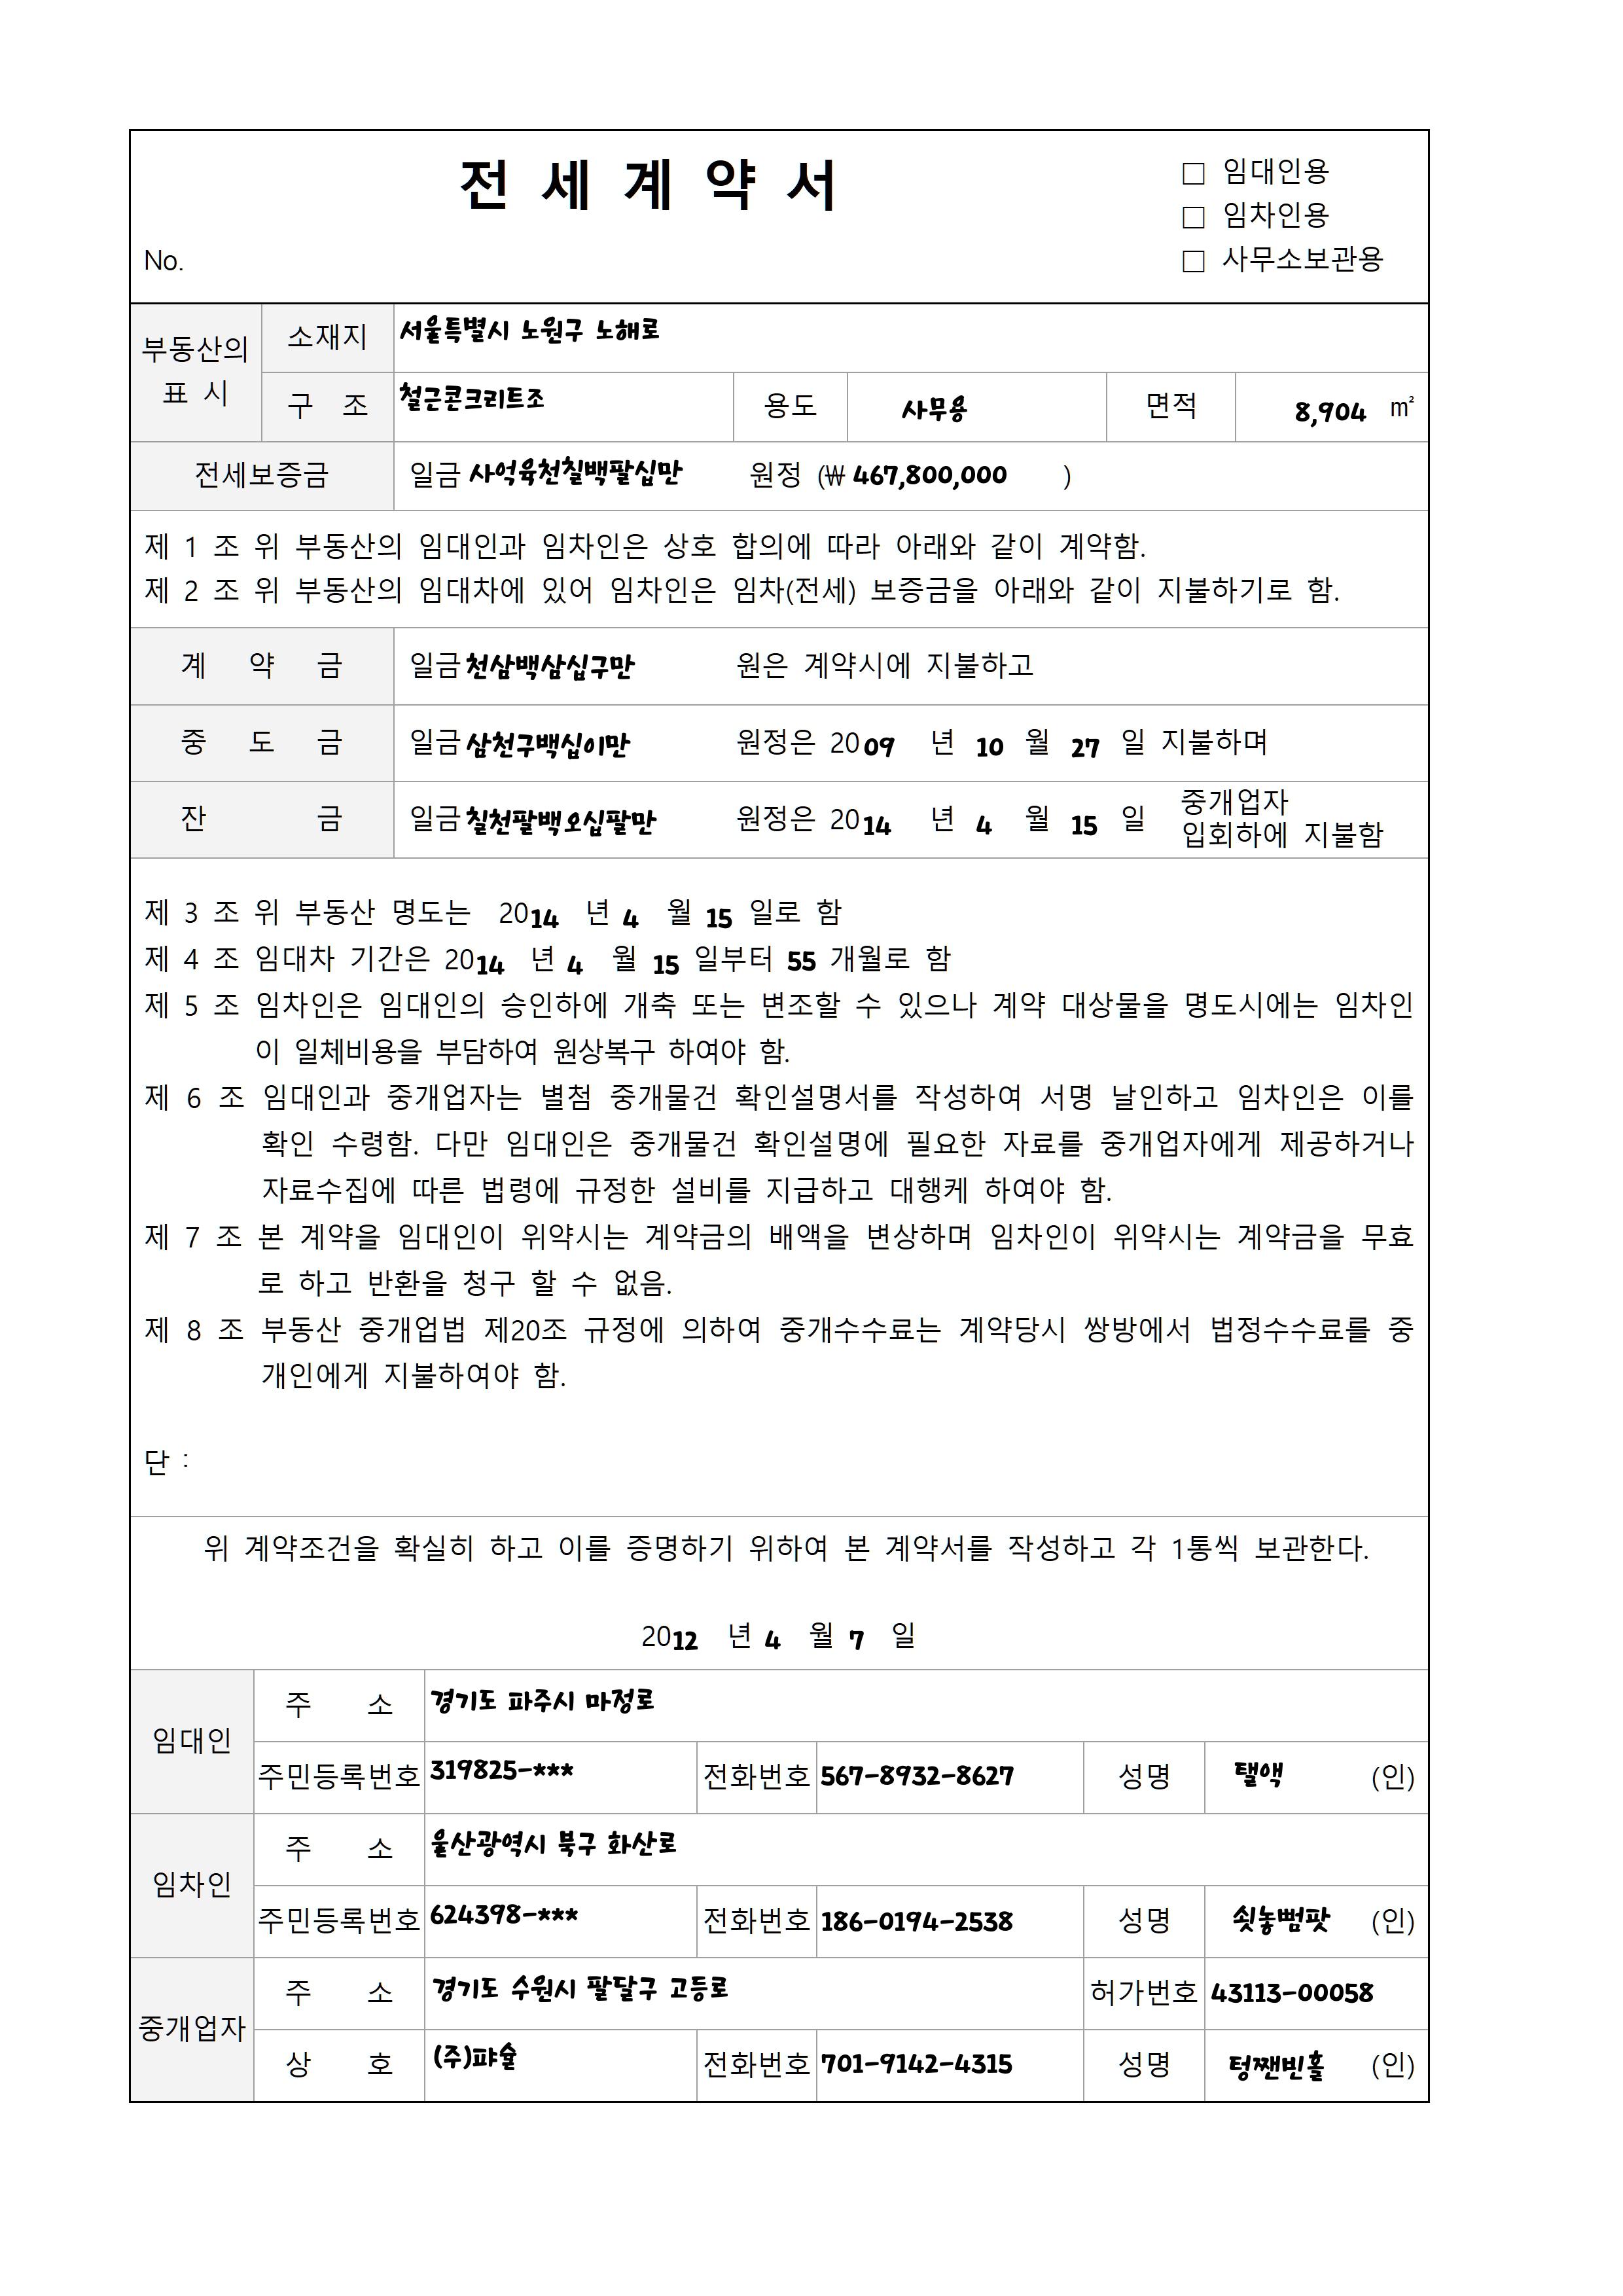 전 세 계 약 서
□ 임대인용
□ 임차인용
No.
□ 사무소보관용
부동산의 표 시
소재지 서울특별시 노원구 노해로
구 조 철근콘크리트조 용도 사무용 면적 8,904 ㎡
전세보증금 일금 사억육천칠백팔십만 원정 (₩ 467,800,000 )
제 1 조 위 부동산의 임대인과 임차인은 상호 합의에 따라 아래와 같이 계약함.
제 2 조 위 부동산의 임대차에 있어 임차인은 임차(전세) 보증금을 아래와 같이 지불하기로 함.
계 약 금 일금 천삼백삼십구만 원은 계약시에 지불하고
중 도 금 일금 삼천구백십이만 원정은 2009 년 10 월 27 일 지불하며
잔 금 일금 칠천팔백오십팔만 원정은 2014 년 4 월 15 일 중개업자
입회하에 지불함
제 3 조 위 부동산 명도는 2014 년 4 월 15 일로 함
제 4 조 임대차 기간은 2014 년 4 월 15 일부터 55 개월로 함
제 5 조 임차인은 임대인의 승인하에 개축 또는 변조할 수 있으나 계약 대상물을 명도시에는 임차인
이 일체비용을 부담하여 원상복구 하여야 함.
제 6 조 임대인과 중개업자는 별첨 중개물건 확인설명서를 작성하여 서명 날인하고 임차인은 이를
확인 수령함. 다만 임대인은 중개물건 확인설명에 필요한 자료를 중개업자에게 제공하거나
자료수집에 따른 법령에 규정한 설비를 지급하고 대행케 하여야 함.
제 7 조 본 계약을 임대인이 위약시는 계약금의 배액을 변상하며 임차인이 위약시는 계약금을 무효
로 하고 반환을 청구 할 수 없음.
제 8 조 부동산 중개업법 제20조 규정에 의하여 중개수수료는 계약당시 쌍방에서 법정수수료를 중
개인에게 지불하여야 함.
단 :
위 계약조건을 확실히 하고 이를 증명하기 위하여 본 계약서를 작성하고 각 1통씩 보관한다.
2012 년 4 월 7 일
임대인
주 소 경기도 파주시 마정로
주민등록번호 319825-*** 전화번호 567-8932-8627 성명 탤액 (인)
임차인
주 소 울산광역시 북구 화산로
주민등록번호 624398-*** 전화번호 186-0194-2538 성명 쇳놓뻠팟 (인)
중개업자
주 소 경기도 수원시 팔달구 고등로 허가번호 43113-00058
상 호 (주)퍄슐 전화번호 701-9142-4315 성명 텅짼빈홀 (인)